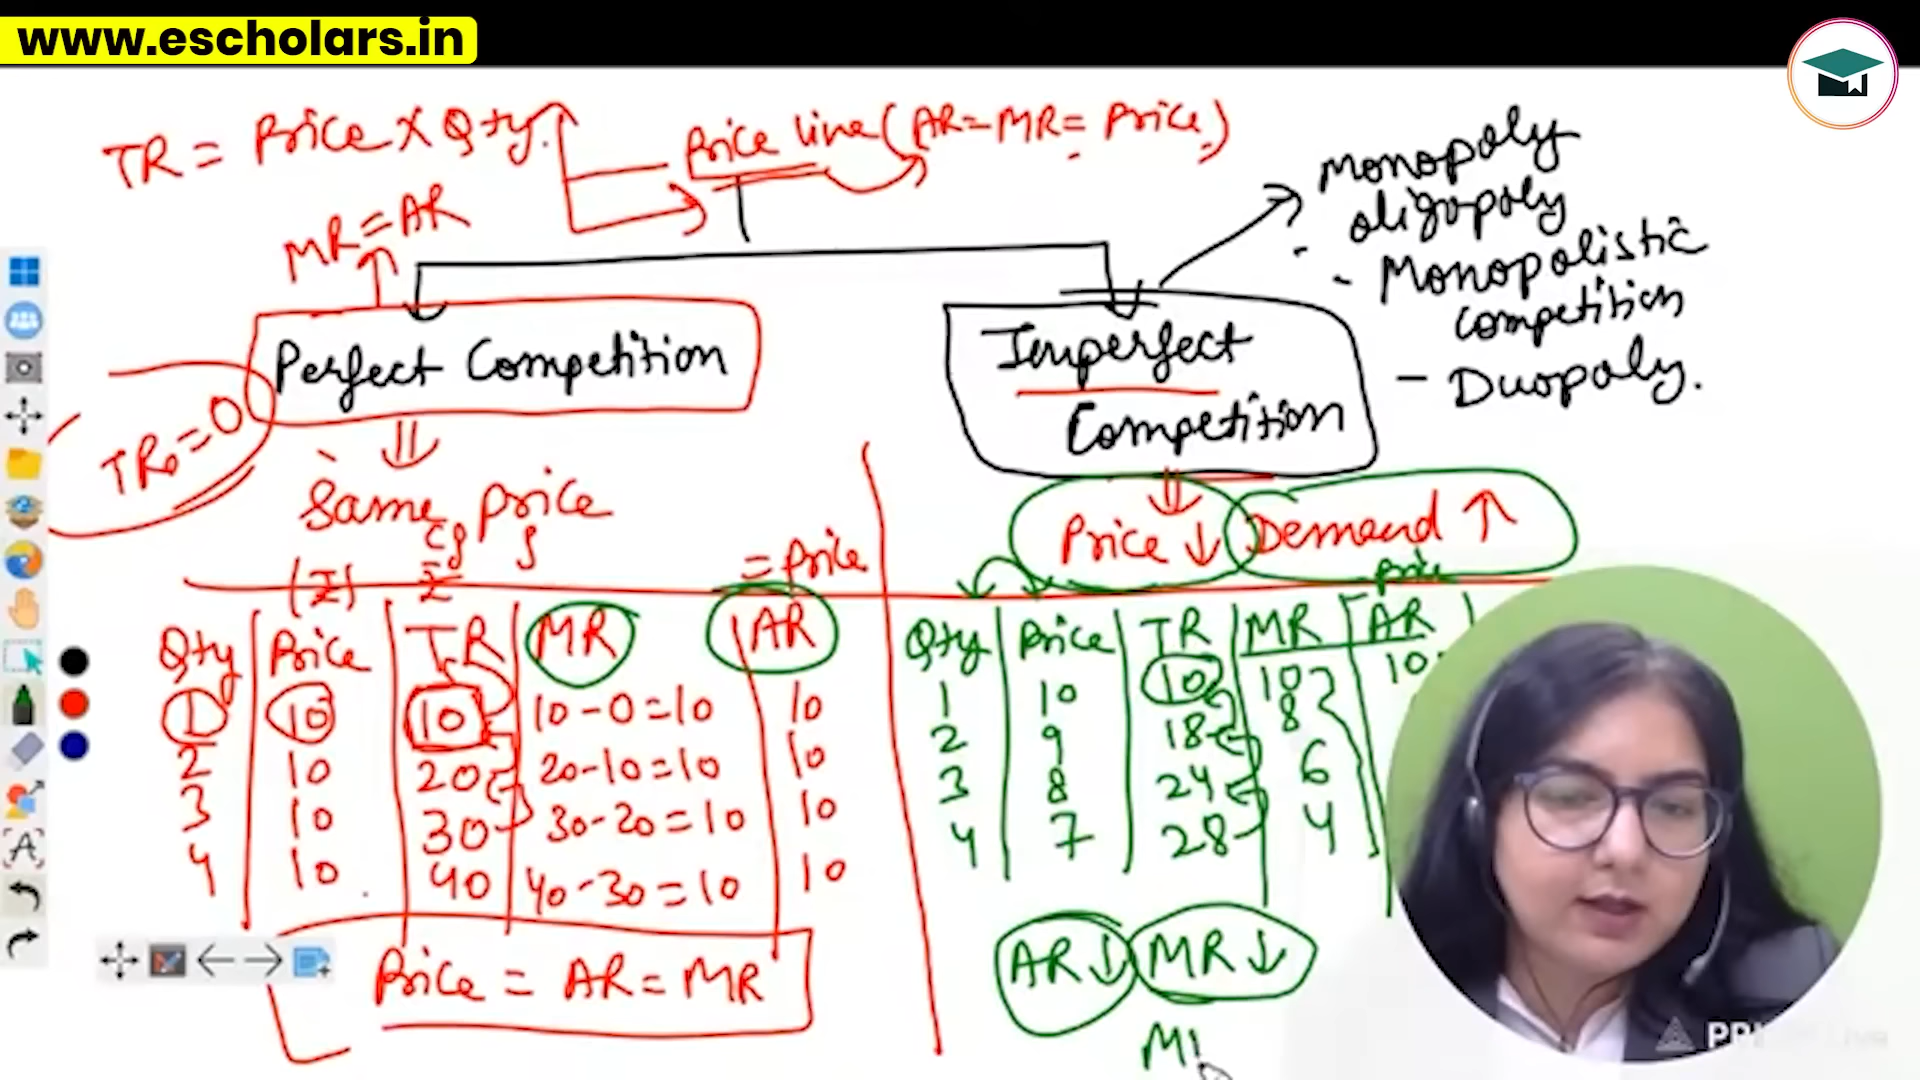 www.escholars.in
TR = Price X Qty.
Price line (AR=MR= Price)
MR=AR
Monopoly
oligopoly
- Monopolistic
competition
- Duopoly.
Perfect Competition
Imperfect
Competition
TR₀=0
Same price
Price ↓ Demand ↑
= Price
price
Qty Price TR MR AR
1 10 10 10-0=10 10
2 10 20 20-10=10 10
3 10 30 30-20=10 10
4 10 40 40-30=10 10
Price = AR = MR
Qty Price TR MR AR
1 10 10 10 10
2 9 18 8
3 8 24 6
4 7 28 4
AR↓ MR↓